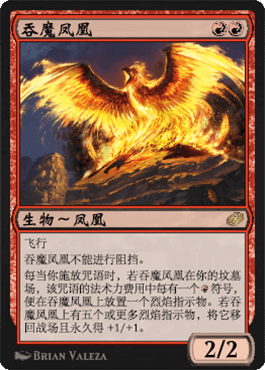 吞魔凤凰
生物～凤凰
飞行
吞魔凤凰不能进行阻挡。
每当你施放咒语时，若吞魔凤凰在你的坟墓
场，该咒语的法术力费用中每有一个符号，
便在吞魔凤凰上放置一个烈焰指示物。若吞魔
凤凰上有五个或更多烈焰指示物，将它移
回战场且永久得 +1/+1。
BRIAN VALEZA
2/2